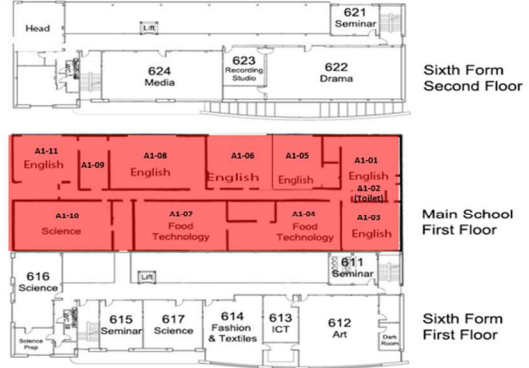 Head
Lift
621
Seminar
624
Media
623
Recording
Studio
622
Drama
Sixth Form
Second Floor
A1-11
English
A1-09
A1-08
English
A1-06
English
A1-05
English
A1-01
English
A1-02
(Toilet)
A1-10
Science
A1-07
Food
Technology
A1-04
Food
Technology
A1-03
English
Main School
First Floor
616
Science
Lift
611
Seminar
Science
Prep
615
Seminar
617
Science
614
Fashion
& Textiles
613
ICT
612
Art
Dark
Room
Sixth Form
First Floor